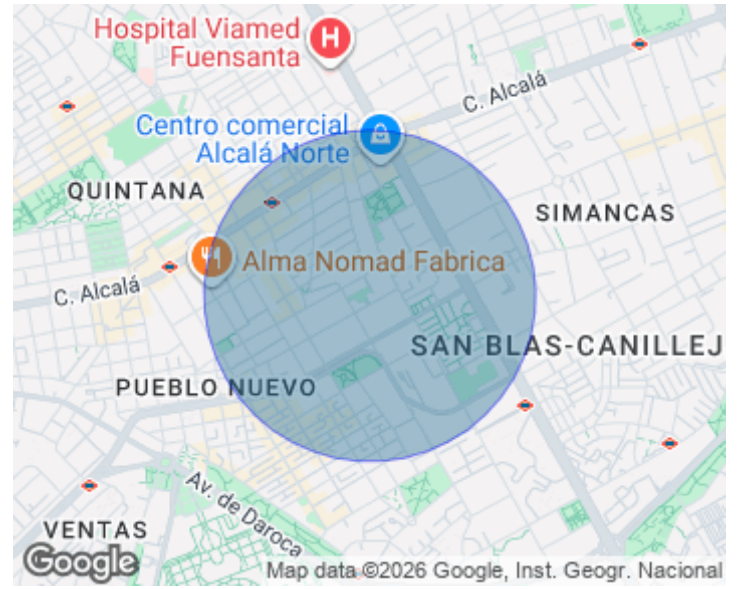 Hospital Viamed
Fuensanta
H
C. Alcalá
Centro comercial
Alcalá Norte
QUINTANA
SIMANCAS
Alma Nomad Fabrica
C. Alcalá
SAN BLAS-CANILLEJ
PUEBLO NUEVO
Av. de Daroca
VENTAS
Google
Map data ©2026 Google, Inst. Geogr. Nacional